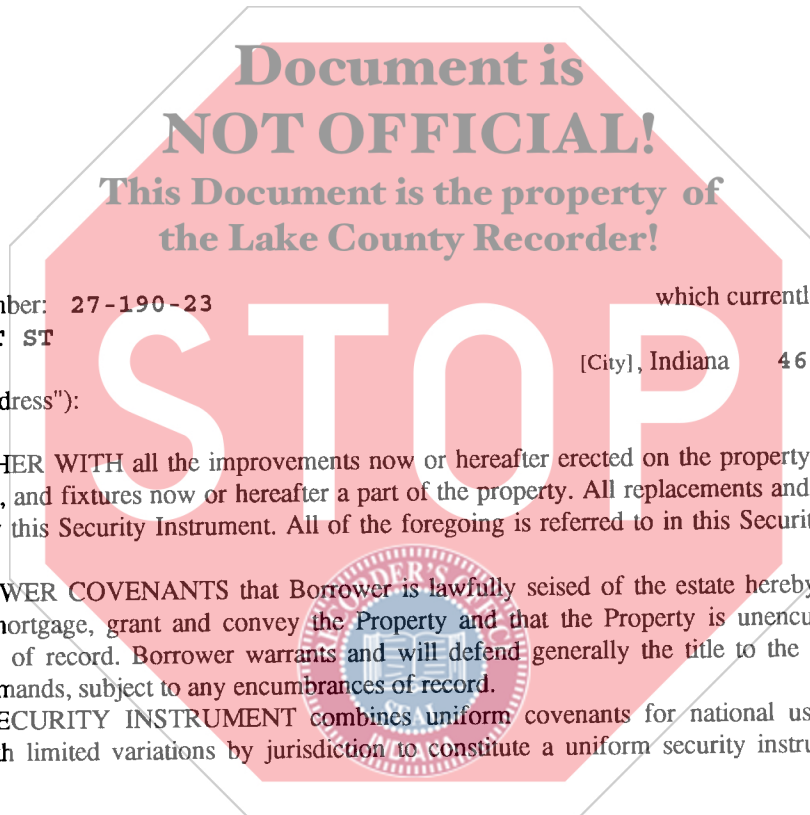 Document is
NOT OFFICIAL!
This Document is the property of
the Lake County Recorder!
nber: 27-190-23 which currentl
T ST
[City], Indiana 46
dress"):
STOP
HER WITH all the improvements now or hereafter erected on the property
, and fixtures now or hereafter a part of the property. All replacements and
this Security Instrument. All of the foregoing is referred to in this Securit
WER COVENANTS that Borrower is lawfully seised of the estate hereby
nortgage, grant and convey the Property and that the Property is unencu
of record. Borrower warrants and will defend generally the title to the
mands, subject to any encumbrances of record.
ECURITY INSTRUMENT combines uniform covenants for national us
h limited variations by jurisdiction to constitute a uniform security instru
SEAL
INDIANA